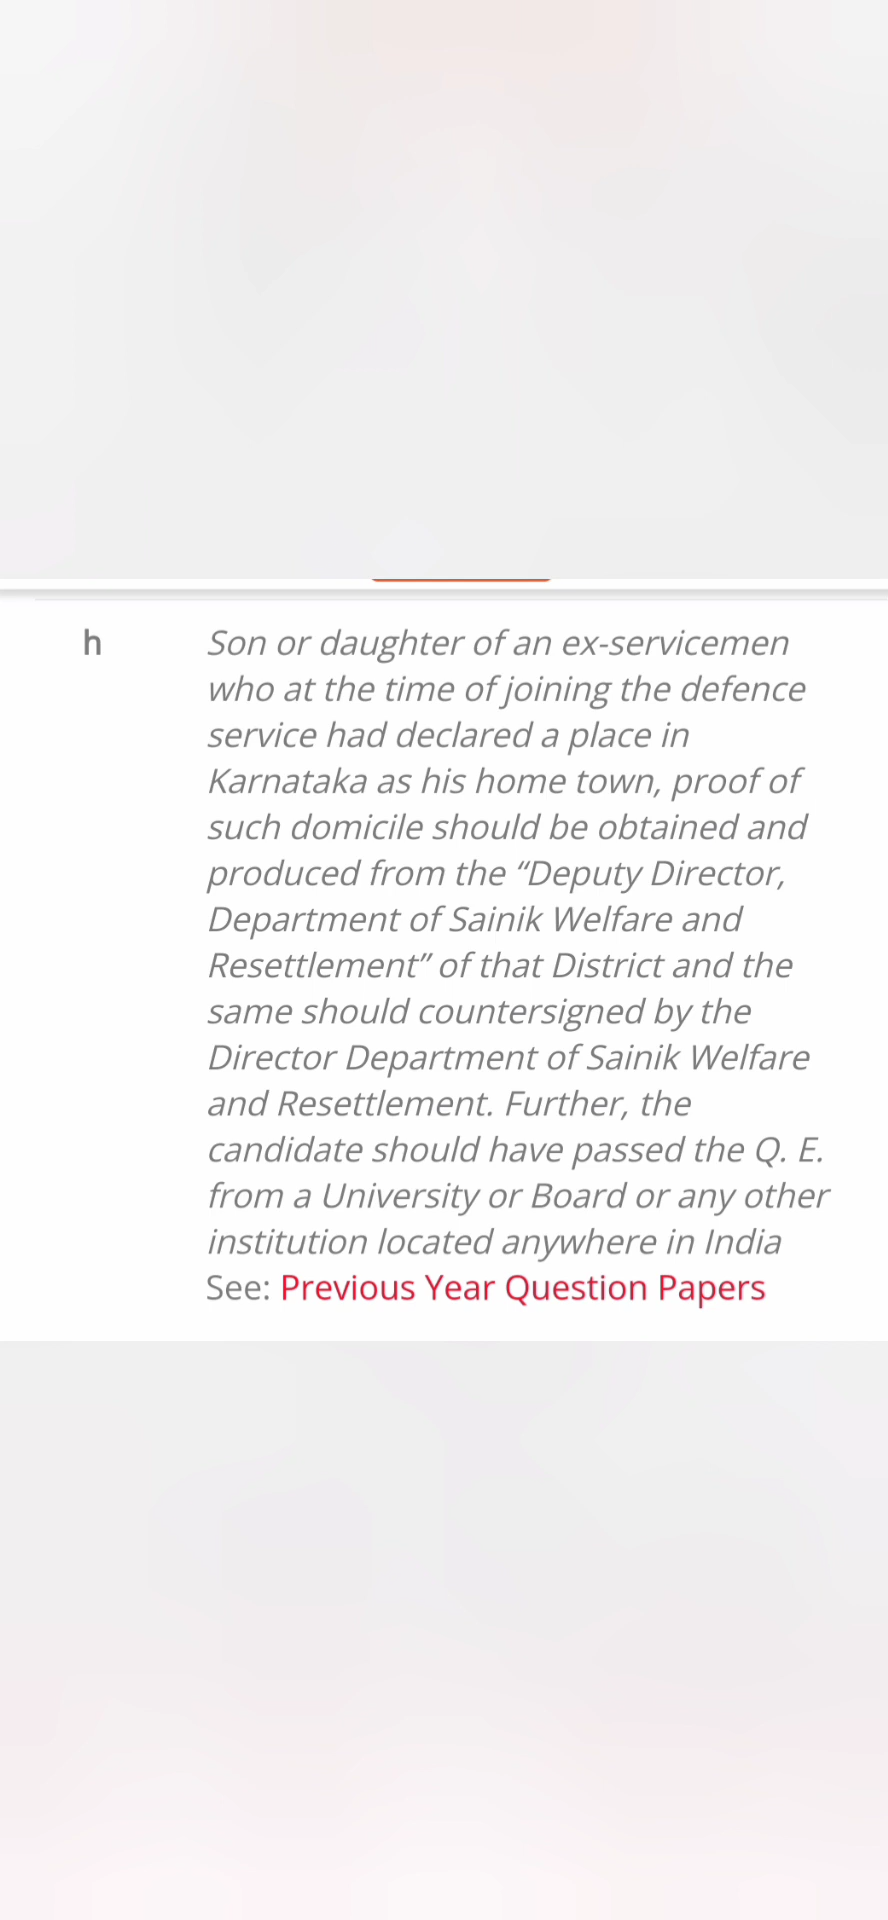 h
Son or daughter of an ex-servicemen
who at the time of joining the defence
service had declared a place in
Karnataka as his home town, proof of
such domicile should be obtained and
produced from the “Deputy Director,
Department of Sainik Welfare and
Resettlement” of that District and the
same should countersigned by the
Director Department of Sainik Welfare
and Resettlement. Further, the
candidate should have passed the Q. E.
from a University or Board or any other
institution located anywhere in India
See: Previous Year Question Papers